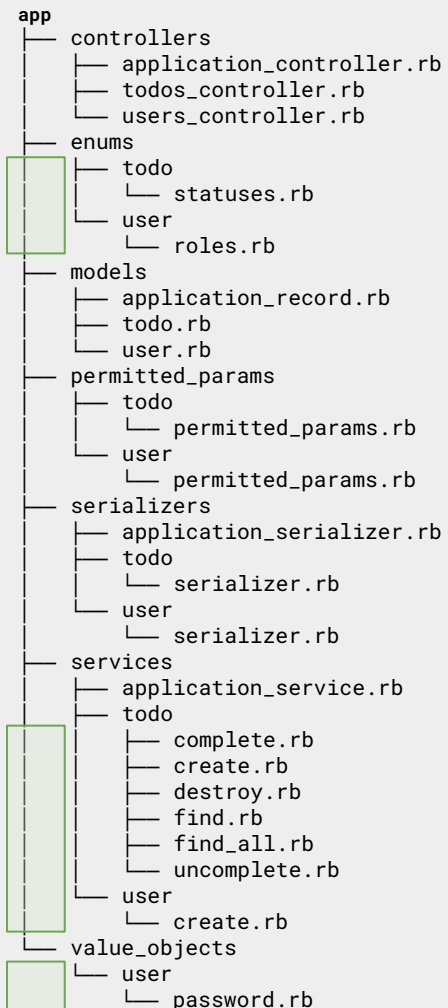 app
├── controllers
│   ├── application_controller.rb
│   ├── todos_controller.rb
│   └── users_controller.rb
├── enums
│   ├── todo
│   │   └── statuses.rb
│   └── user
│       └── roles.rb
├── models
│   ├── application_record.rb
│   ├── todo.rb
│   └── user.rb
├── permitted_params
│   ├── todo
│   │   └── permitted_params.rb
│   └── user
│       └── permitted_params.rb
├── serializers
│   ├── application_serializer.rb
│   ├── todo
│   │   └── serializer.rb
│   └── user
│       └── serializer.rb
├── services
│   ├── application_service.rb
│   ├── todo
│   │   ├── complete.rb
│   │   ├── create.rb
│   │   ├── destroy.rb
│   │   ├── find.rb
│   │   ├── find_all.rb
│   │   └── uncomplete.rb
│   └── user
│       └── create.rb
└── value_objects
    └── user
        └── password.rb